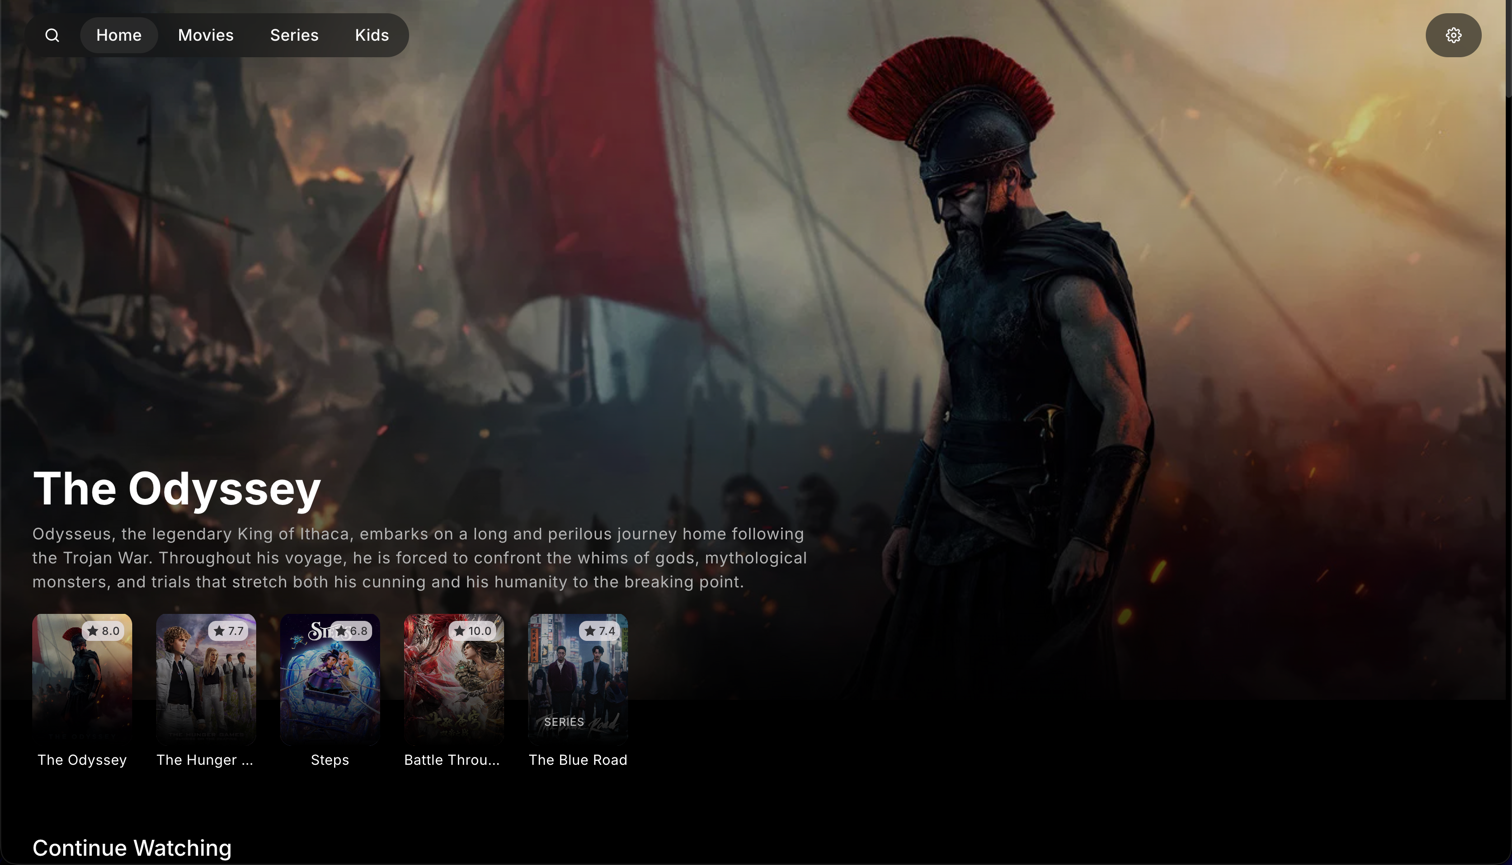 Home Movies Series Kids
The Odyssey
Odysseus, the legendary King of Ithaca, embarks on a long and perilous journey home following
the Trojan War. Throughout his voyage, he is forced to confront the whims of gods, mythological
monsters, and trials that stretch both his cunning and his humanity to the breaking point.
8.0 7.7 6.8 10.0 7.4
SERIES
The Odyssey The Hunger ... Steps Battle Throu... The Blue Road
Continue Watching